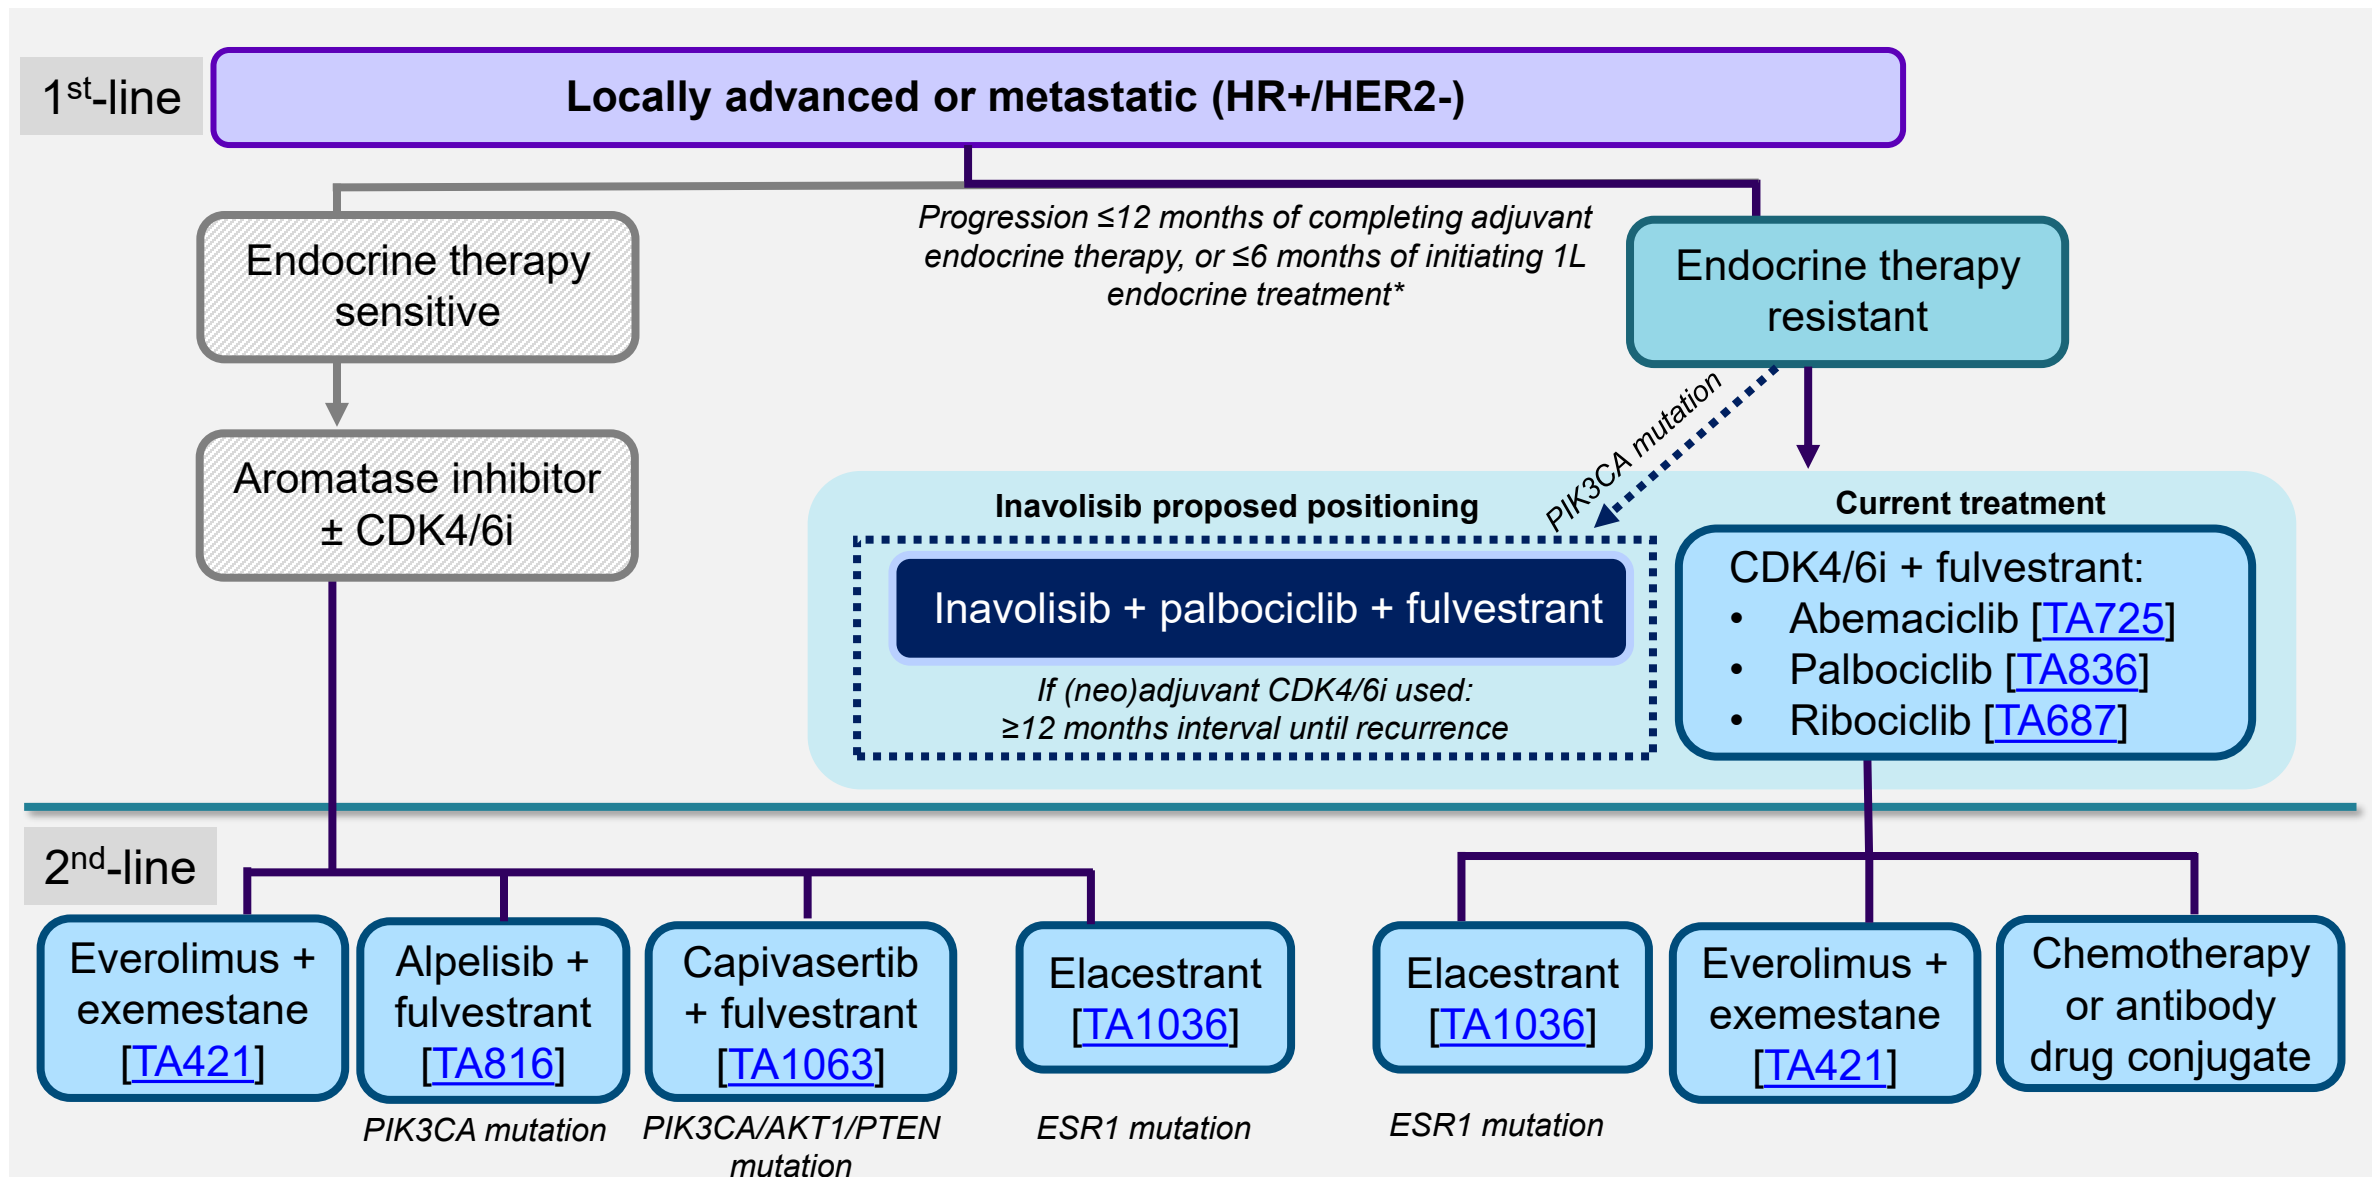 1st-line
Locally advanced or metastatic (HR+/HER2-)
Progression ≤12 months of completing adjuvant
endocrine therapy, or ≤6 months of initiating 1L
endocrine treatment*
Endocrine therapy
sensitive
Endocrine therapy
resistant
PIK3CA mutation
Aromatase inhibitor
± CDK4/6i
Inavolisib proposed positioning
Inavolisib + palbociclib + fulvestrant
If (neo)adjuvant CDK4/6i used:
≥12 months interval until recurrence
Current treatment
CDK4/6i + fulvestrant:
• Abemaciclib [TA725]
• Palbociclib [TA836]
• Ribociclib [TA687]
2nd-line
Everolimus +
exemestane
[TA421]
Alpelisib +
fulvestrant
[TA816]
PIK3CA mutation
Capivasertib
+ fulvestrant
[TA1063]
PIK3CA/AKT1/PTEN
mutation
Elacestrant
[TA1036]
ESR1 mutation
Elacestrant
[TA1036]
ESR1 mutation
Everolimus +
exemestane
[TA421]
Chemotherapy
or antibody
drug conjugate